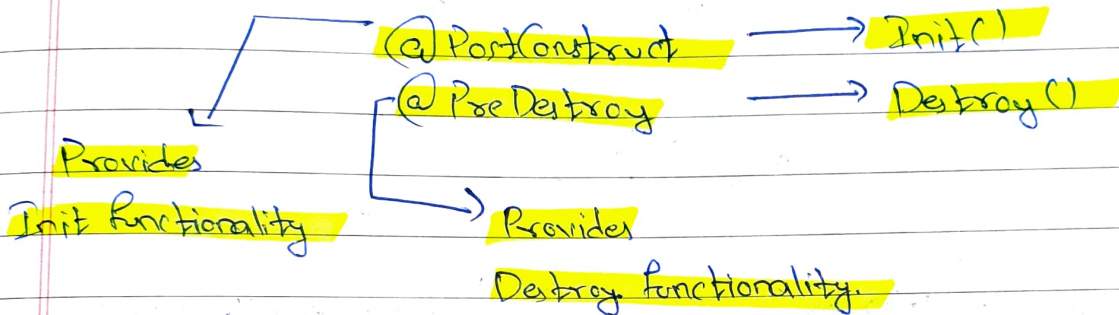 @PostConstruct → Init()
@PreDestroy → Destroy()
Provides
Init functionality
Provides
Destroy functionality.